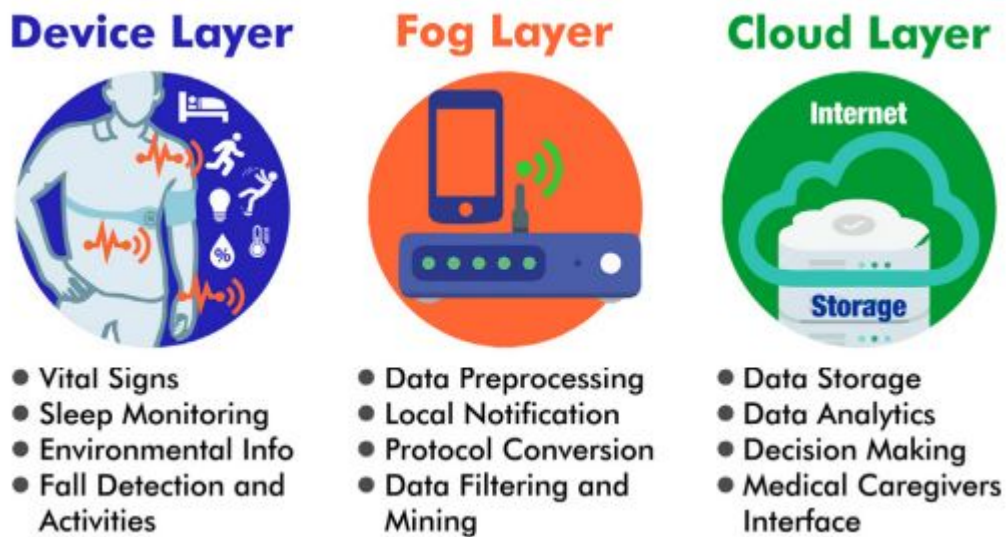 Device Layer
Fog Layer
Cloud Layer
%
Internet
Storage
Vital Signs
Sleep Monitoring
Environmental Info
Fall Detection and
Activities
Data Preprocessing
Local Notification
Protocol Conversion
Data Filtering and
Mining
Data Storage
Data Analytics
Decision Making
Medical Caregivers
Interface